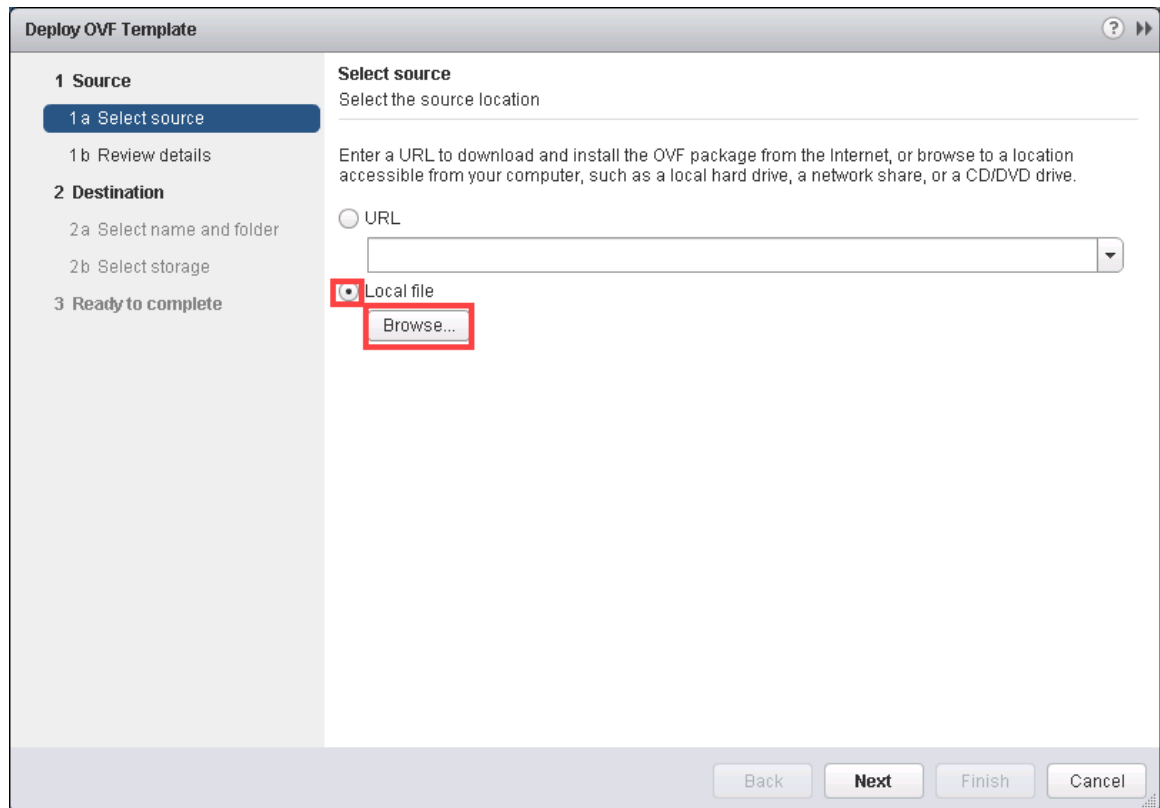 Deploy OVF Template
?
1 Source
1a Select source
1b Review details
2 Destination
2a Select name and folder
2b Select storage
3 Ready to complete
Select source
Select the source location
Enter a URL to download and install the OVF package from the Internet, or browse to a location
accessible from your computer, such as a local hard drive, a network share, or a CD/DVD drive.
URL
Local file
Browse...
Back
Next
Finish
Cancel